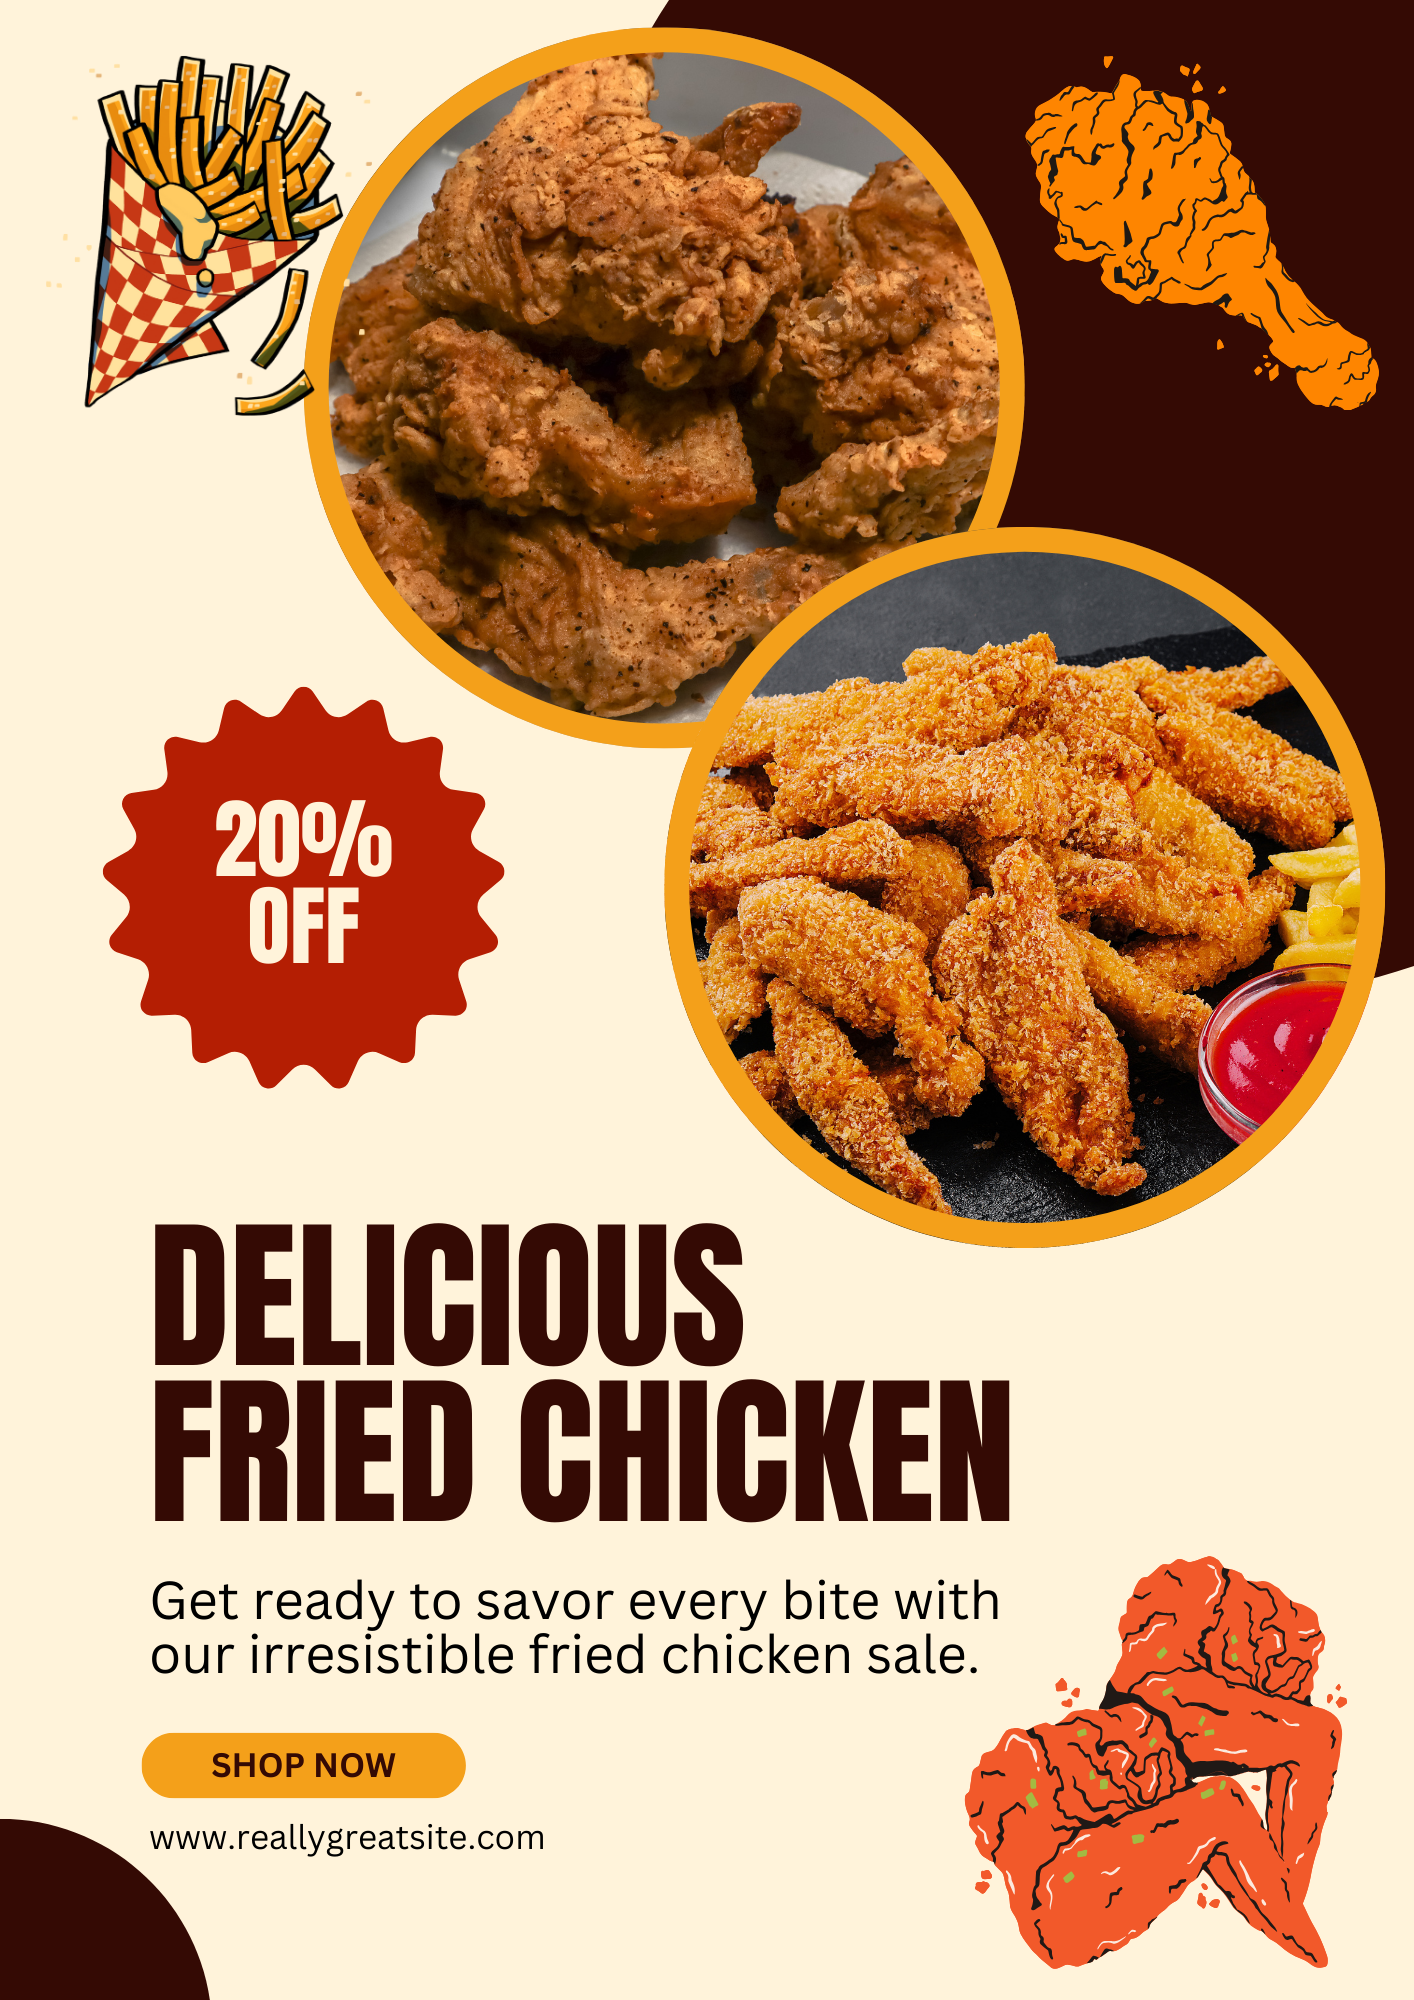 20%
OFF
DELICIOUS
FRIED CHICKEN
Get ready to savor every bite with
our irresistible fried chicken sale.
SHOP NOW
www.reallygreatsite.com